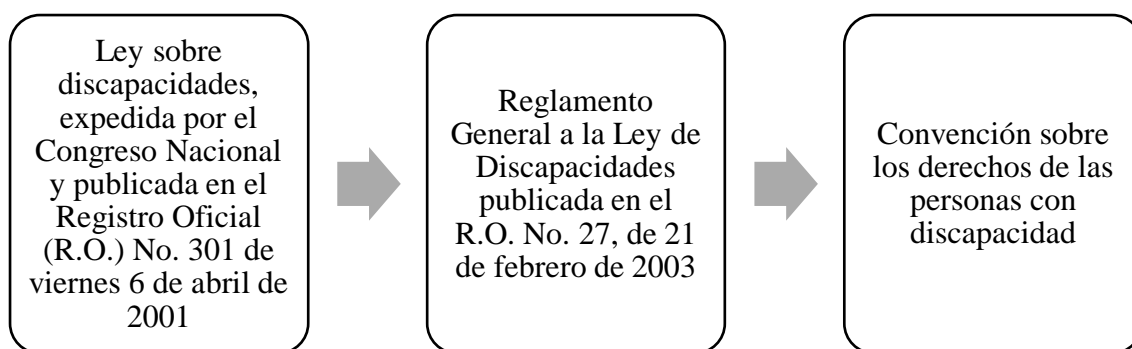 Ley sobre
discapacidades,
expedida por el
Congreso Nacional
y publicada en el
Registro Oficial
(R.O.) No. 301 de
viernes 6 de abril de
2001
Reglamento
General a la Ley de
Discapacidades
publicada en el
R.O. No. 27, de 21
de febrero de 2003
Convención sobre
los derechos de las
personas con
discapacidad